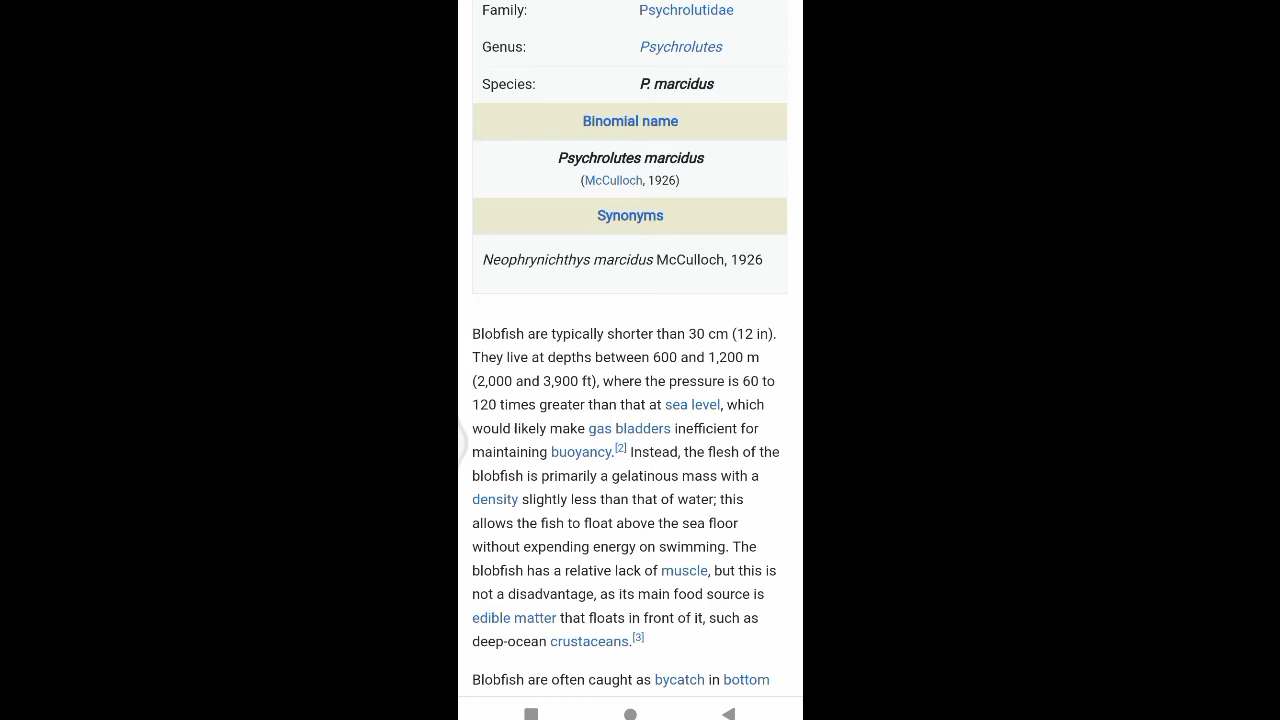 Family: Psychrolutidae
Genus: Psychrolutes
Species: P. marcidus
Binomial name
Psychrolutes marcidus
(McCulloch, 1926)
Synonyms
Neophrynichthys marcidus McCulloch, 1926
Blobfish are typically shorter than 30 cm (12 in).
They live at depths between 600 and 1,200 m
(2,000 and 3,900 ft), where the pressure is 60 to
120 times greater than that at sea level, which
would likely make gas bladders inefficient for
maintaining buoyancy.[2] Instead, the flesh of the
blobfish is primarily a gelatinous mass with a
density slightly less than that of water; this
allows the fish to float above the sea floor
without expending energy on swimming. The
blobfish has a relative lack of muscle, but this is
not a disadvantage, as its main food source is
edible matter that floats in front of it, such as
deep-ocean crustaceans.[3]
Blobfish are often caught as bycatch in bottom